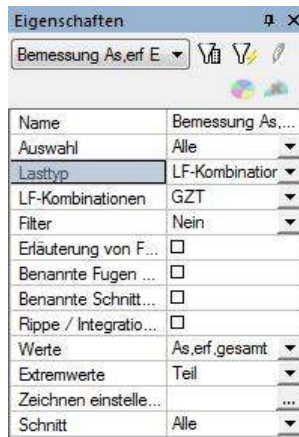 Eigenschaften
Bemessung As,erf E
Name Bemessung As,...
Auswahl Alle
Lasttyp LF-Kombination
LF-Kombinationen GZT
Filter Nein
Erläuterung von F...
Benannte Fugen ...
Benannte Schnitt...
Rippe / Integratio...
Werte As,erf,gesamt
Extremwerte Teil
Zeichnen einstelle... ...
Schnitt Alle